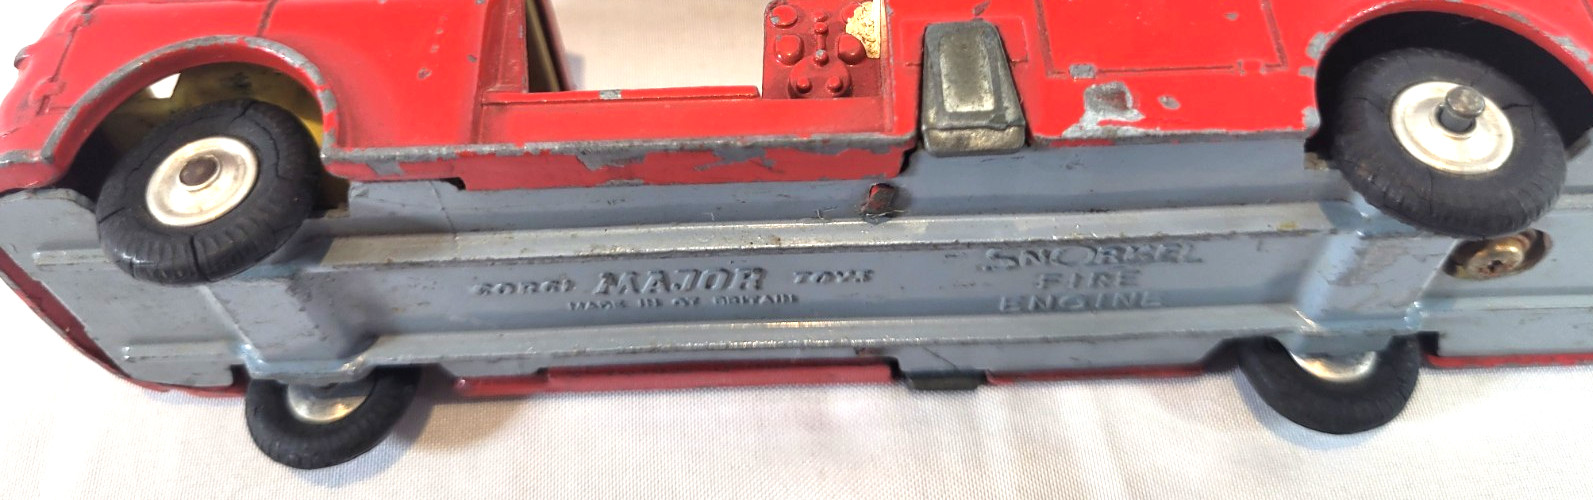 CORGI MAJOR TOYS
MADE IN GT BRITAIN
SNORKEL
FIRE
ENGINE